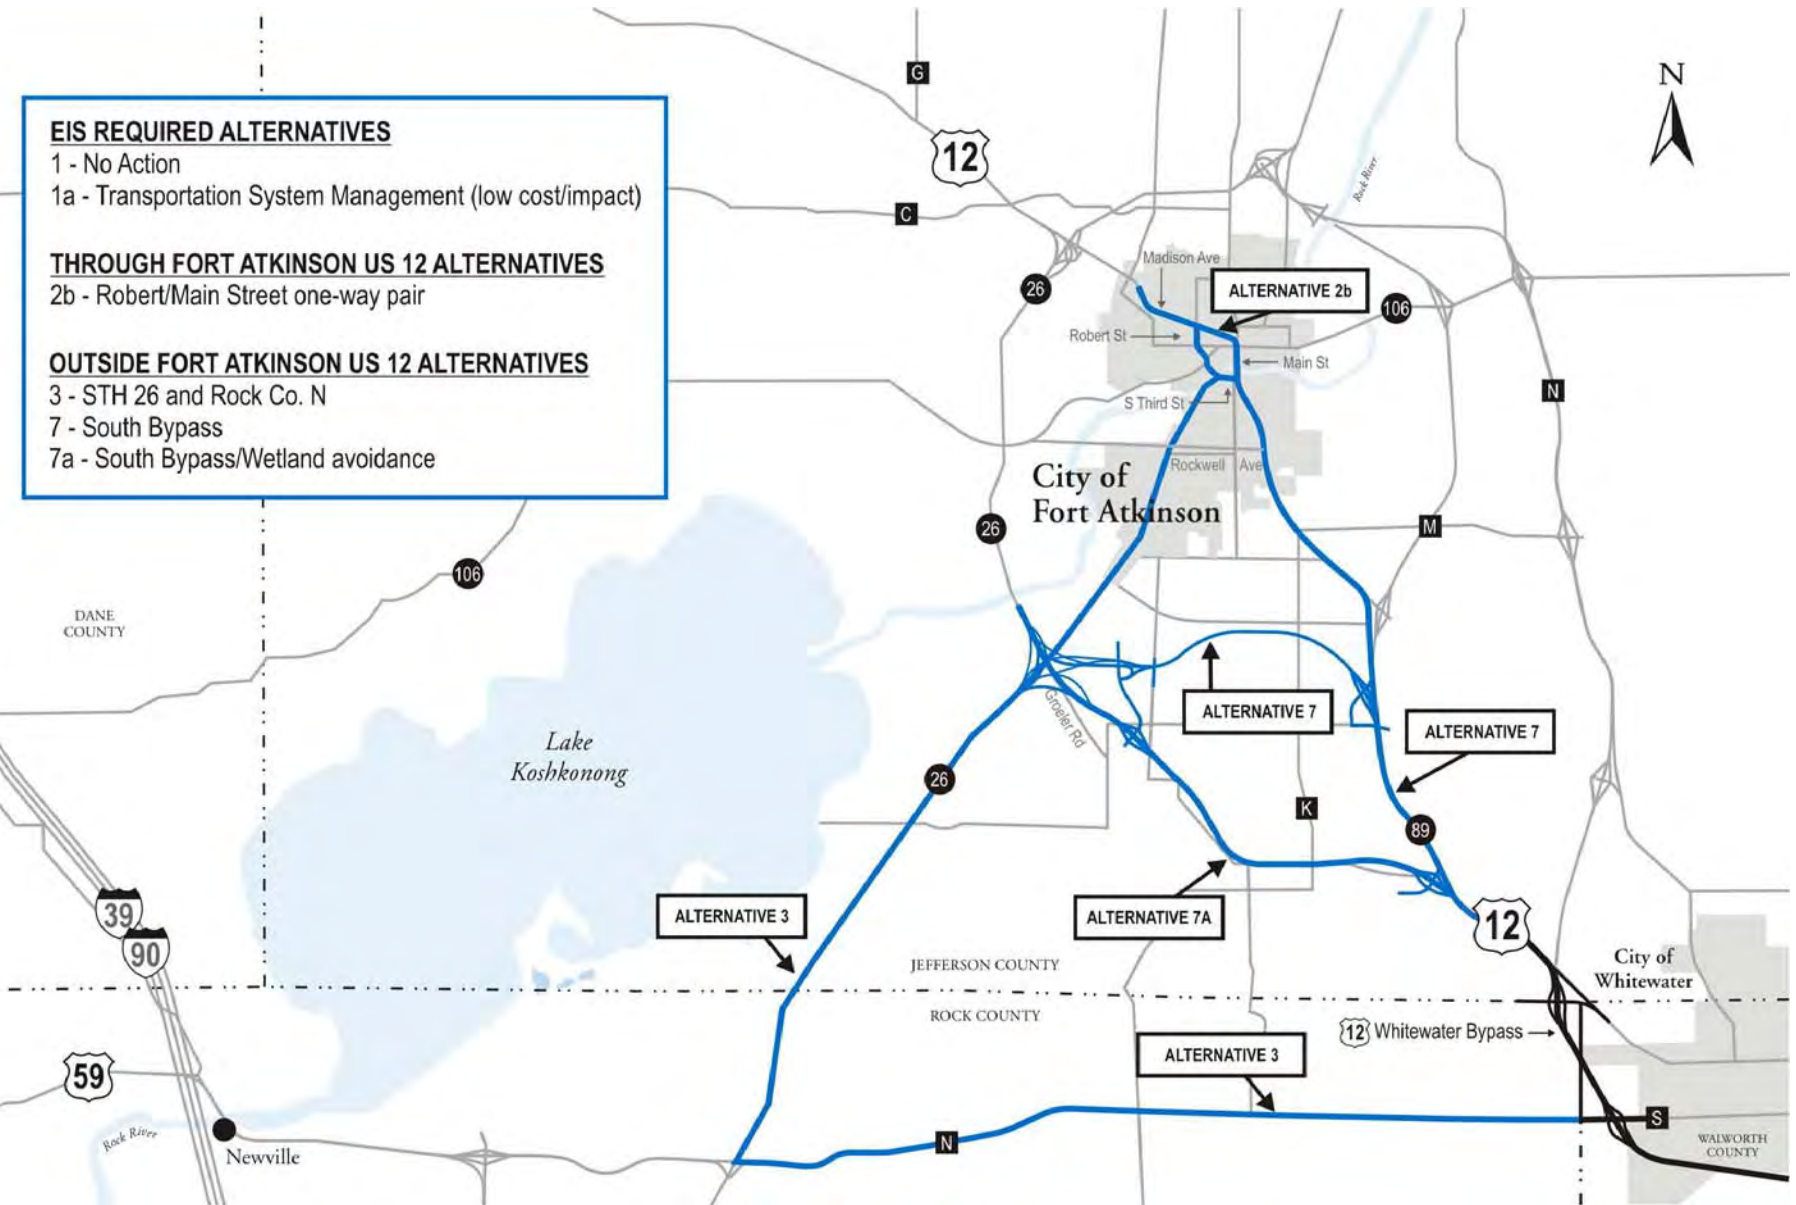 EIS REQUIRED ALTERNATIVES
1 - No Action
1a - Transportation System Management (low cost/impact)
THROUGH FORT ATKINSON US 12 ALTERNATIVES
2b - Robert/Main Street one-way pair
OUTSIDE FORT ATKINSON US 12 ALTERNATIVES
3 - STH 26 and Rock Co. N
7 - South Bypass
7a - South Bypass/Wetland avoidance
G
12
N
C
Rock River
Madison Ave
26
ALTERNATIVE 2b
106
Robert St
Main St
N
S Third St
Rockwell Ave
City of
Fort Atkinson
26
M
106
DANE
COUNTY
Groeler Rd
ALTERNATIVE 7
ALTERNATIVE 7
Lake
Koshkonong
26
K
89
39
90
ALTERNATIVE 3
ALTERNATIVE 7A
12
City of
Whitewater
JEFFERSON COUNTY
ROCK COUNTY
12 Whitewater Bypass
ALTERNATIVE 3
59
S
Rock River
Newville
N
WALWORTH
COUNTY